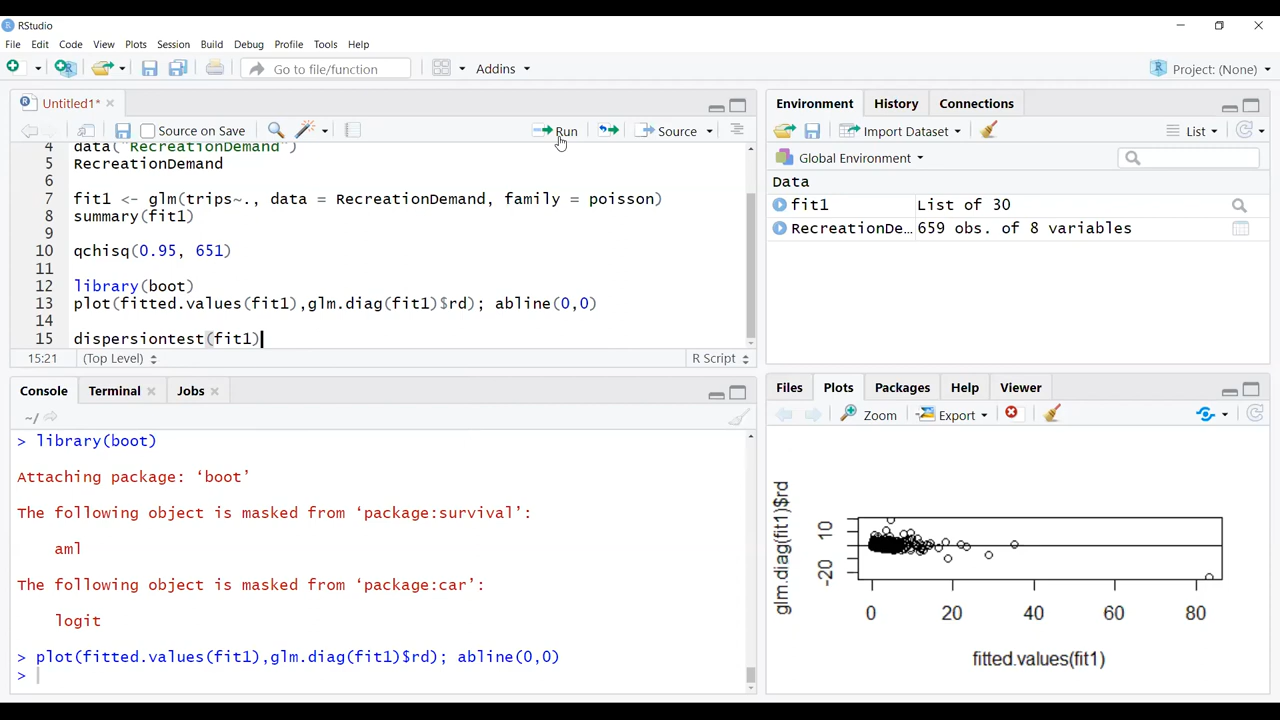 RStudio
File Edit Code View Plots Session Build Debug Profile Tools Help
Go to file/function Addins Project: (None)
Untitled1*
Source on Save Run Source
4 data("RecreationDemand")
5 RecreationDemand
6
7 fit1 <- glm(trips~., data = RecreationDemand, family = poisson)
8 summary(fit1)
9
10 qchisq(0.95, 651)
11
12 library(boot)
13 plot(fitted.values(fit1),glm.diag(fit1)$rd); abline(0,0)
14
15 dispersiontest(fit1)
15:21 (Top Level) R Script
Console Terminal Jobs
~/
> library(boot)
Attaching package: ‘boot’
The following object is masked from ‘package:survival’:
aml
The following object is masked from ‘package:car’:
logit
> plot(fitted.values(fit1),glm.diag(fit1)$rd); abline(0,0)
>
Environment History Connections
Import Dataset List
Global Environment
Data
fit1 List of 30
RecreationDe… 659 obs. of 8 variables
Files Plots Packages Help Viewer
Zoom Export
glm.diag(fit1)$rd
10
-20
0 20 40 60 80
fitted.values(fit1)